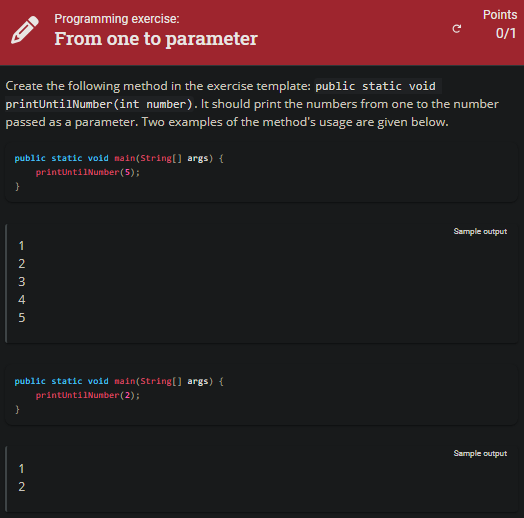 Programming exercise:
From one to parameter
Points
0/1
Create the following method in the exercise template: public static void
printUntilNumber(int number). It should print the numbers from one to the number
passed as a parameter. Two examples of the method's usage are given below.
public static void main(String[] args) {
    printUntilNumber(5);
}
Sample output
1
2
3
4
5
public static void main(String[] args) {
    printUntilNumber(2);
}
Sample output
1
2